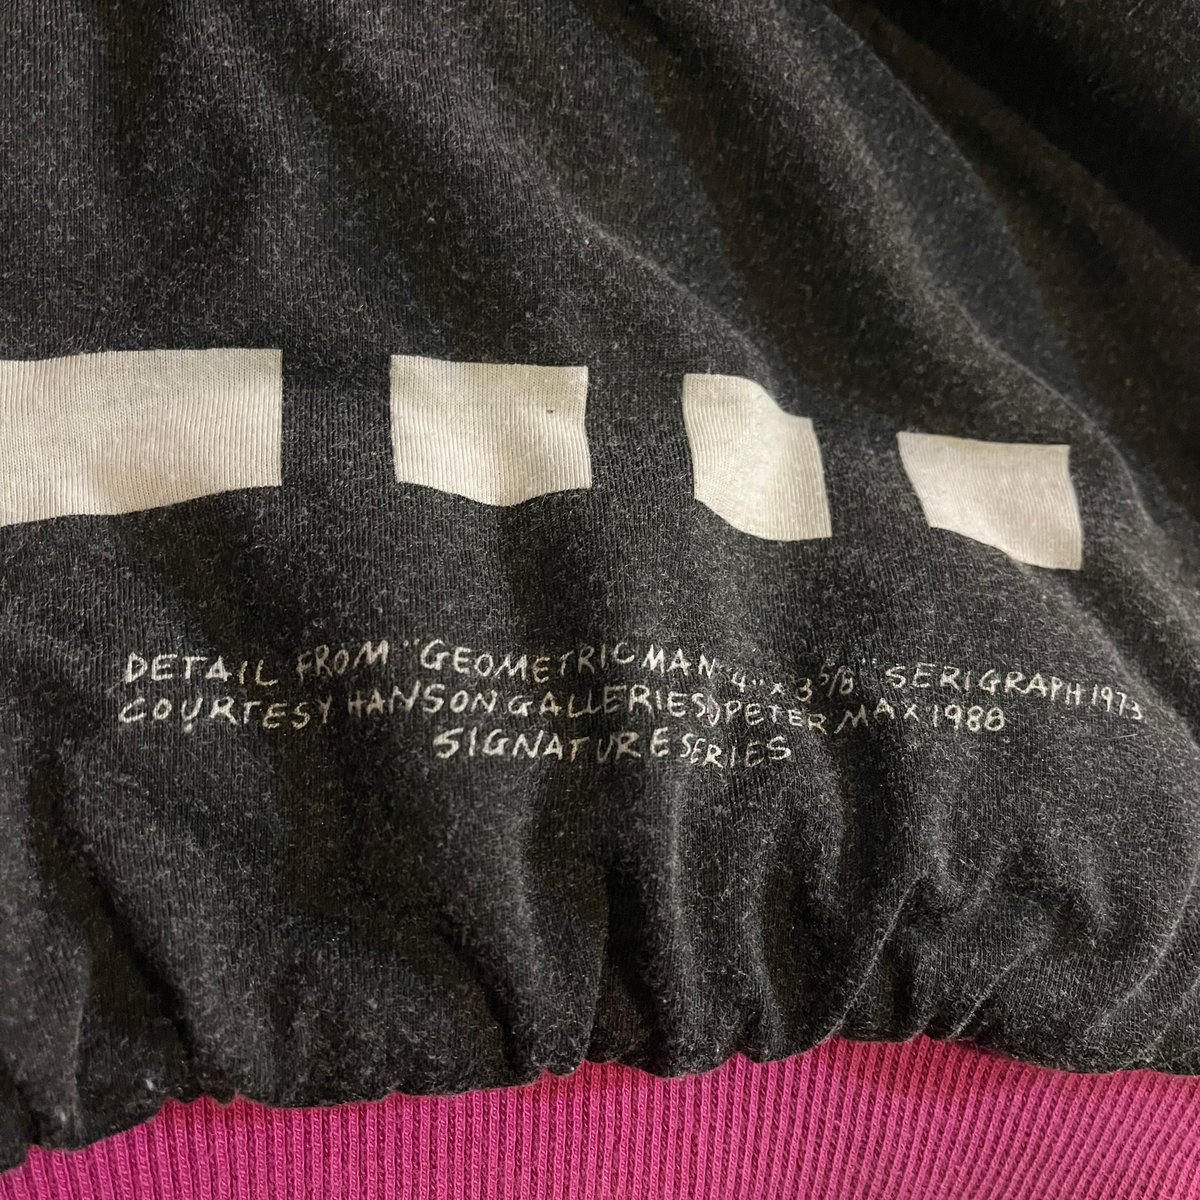 DETAIL FROM "GEOMETRIC MAN" 4" x 3 5/8" SERIGRAPH 1973
COURTESY HANSON GALLERIES, © PETER MAX 1988
SIGNATURE SERIES